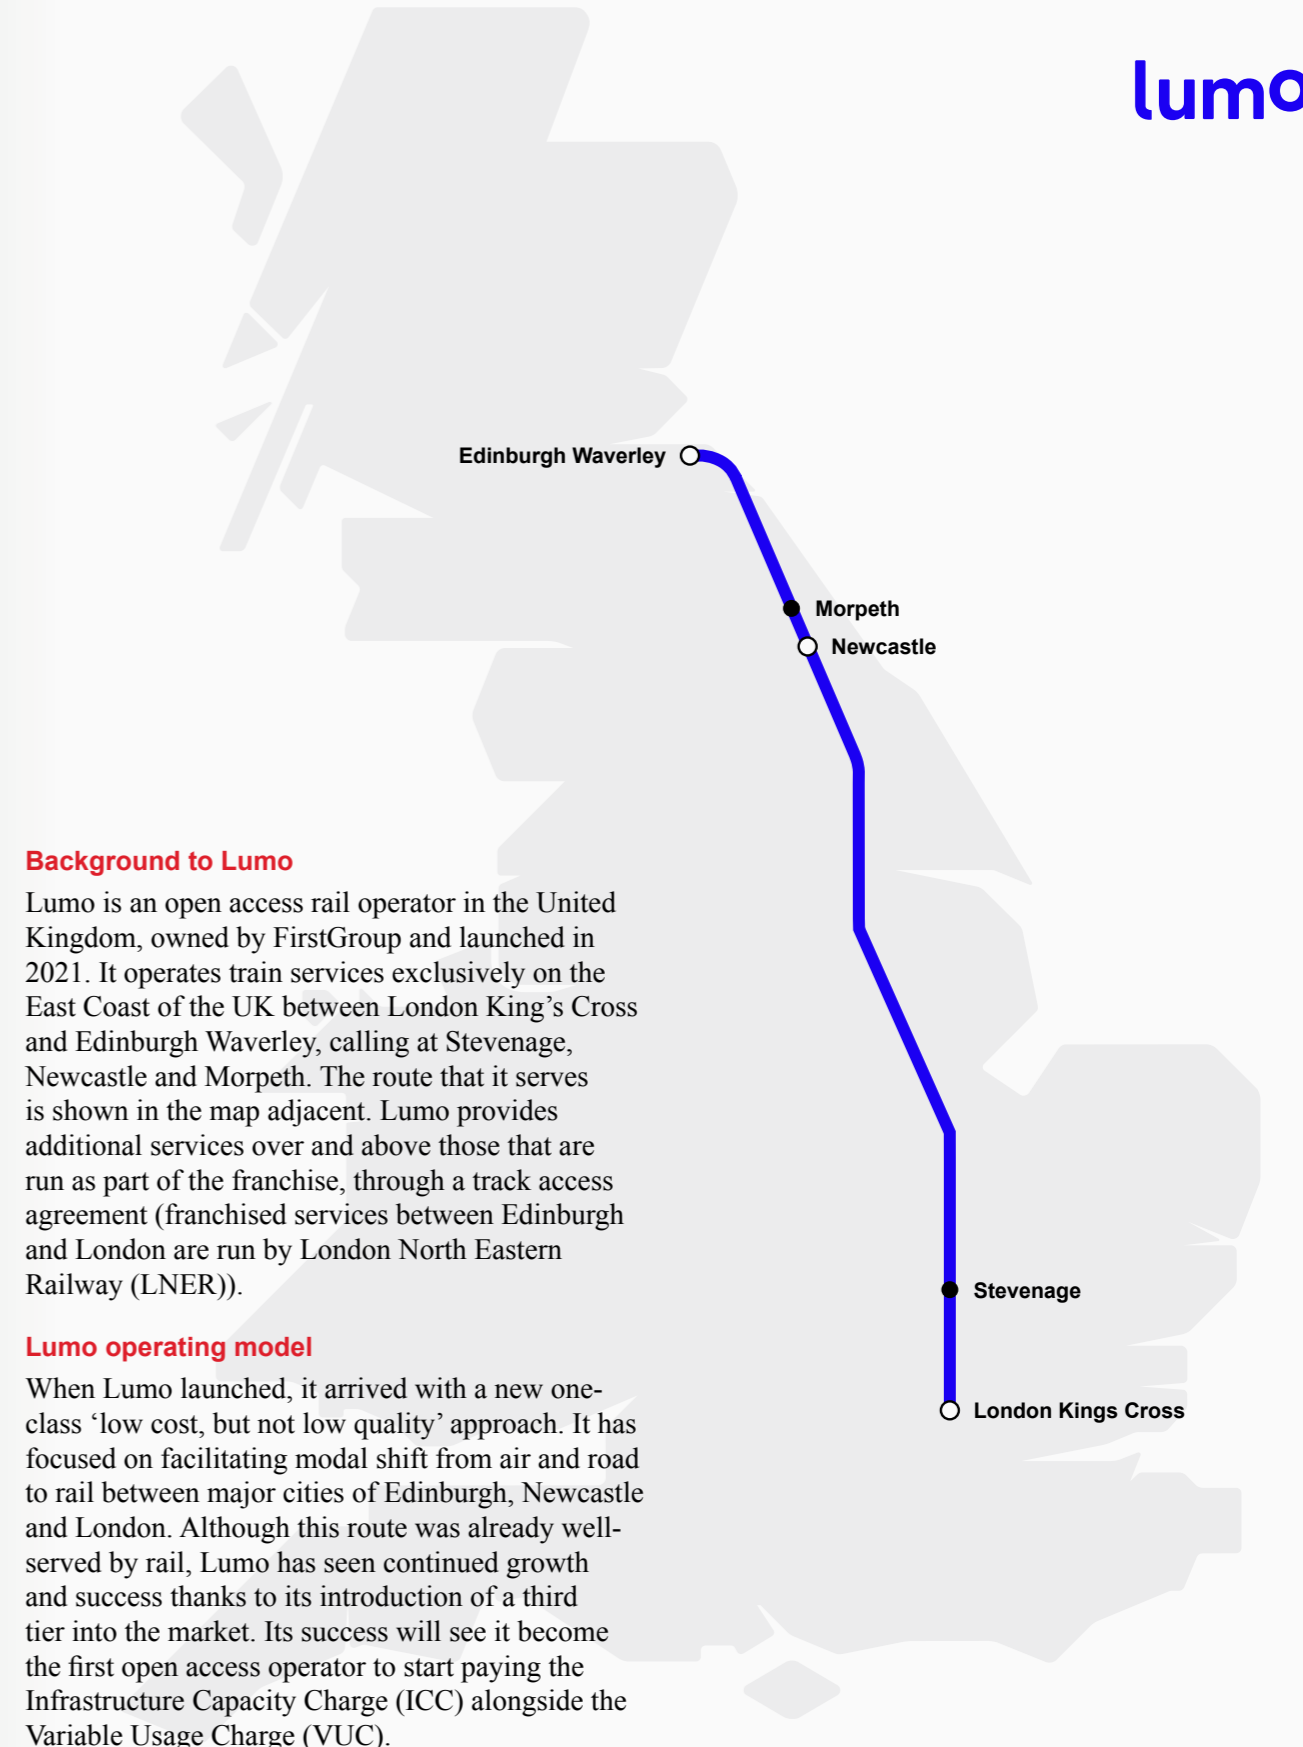 lumo
Edinburgh Waverley
Morpeth
Newcastle
Stevenage
London Kings Cross
Background to Lumo
Lumo is an open access rail operator in the United
Kingdom, owned by FirstGroup and launched in
2021. It operates train services exclusively on the
East Coast of the UK between London King’s Cross
and Edinburgh Waverley, calling at Stevenage,
Newcastle and Morpeth. The route that it serves
is shown in the map adjacent. Lumo provides
additional services over and above those that are
run as part of the franchise, through a track access
agreement (franchised services between Edinburgh
and London are run by London North Eastern
Railway (LNER)).
Lumo operating model
When Lumo launched, it arrived with a new one-
class ‘low cost, but not low quality’ approach. It has
focused on facilitating modal shift from air and road
to rail between major cities of Edinburgh, Newcastle
and London. Although this route was already well-
served by rail, Lumo has seen continued growth
and success thanks to its introduction of a third
tier into the market. Its success will see it become
the first open access operator to start paying the
Infrastructure Capacity Charge (ICC) alongside the
Variable Usage Charge (VUC).